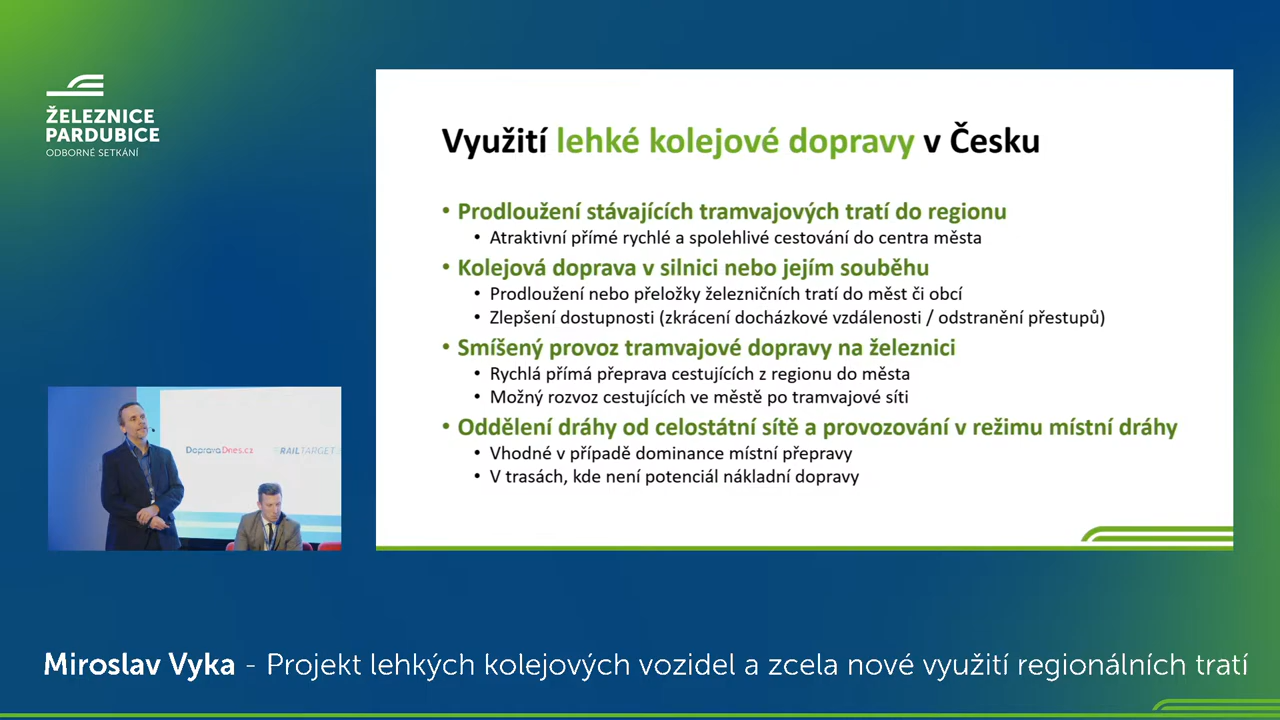 ŽELEZNICE
PARDUBICE
ODBORNÉ SETKÁNÍ
Využití lehké kolejové dopravy v Česku
• Prodloužení stávajících tramvajových tratí do regionu
• Atraktivní přímé rychlé a spolehlivé cestování do centra města
• Kolejová doprava v silnici nebo jejím souběhu
• Prodloužení nebo přeložky železničních tratí do měst či obcí
• Zlepšení dostupnosti (zkrácení docházkové vzdálenosti / odstranění přestupů)
• Smíšený provoz tramvajové dopravy na železnici
• Rychlá přímá přeprava cestujících z regionu do města
• Možný rozvoz cestujících ve městě po tramvajové síti
• Oddělení dráhy od celostátní sítě a provozování v režimu místní dráhy
• Vhodné v případě dominance místní přepravy
• V trasách, kde není potenciál nákladní dopravy
DopravaDnes.cz
RAILTARGET
Miroslav Vyka - Projekt lehkých kolejových vozidel a zcela nové využití regionálních tratí